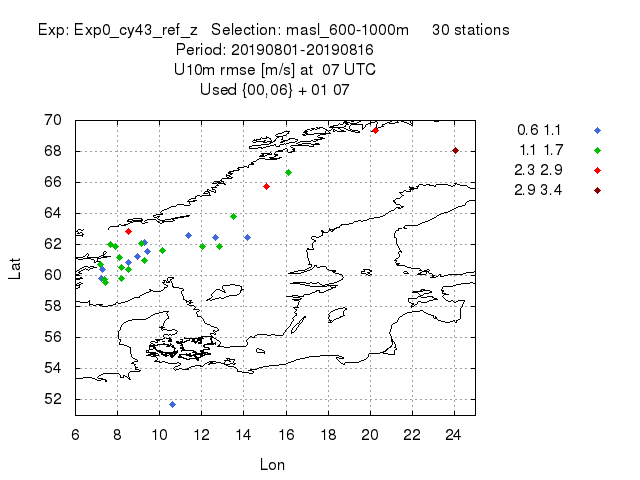 Exp: Exp0_cy43_ref_z Selection: masl_600-1000m 30 stations
Period: 20190801-20190816
U10m rmse [m/s] at 07 UTC
Used {00,06} + 01 07
70
68
66
64
62
60
58
56
54
52
6 8 10 12 14 16 18 20 22 24
Lat
Lon
0.6 1.1
1.1 1.7
2.3 2.9
2.9 3.4